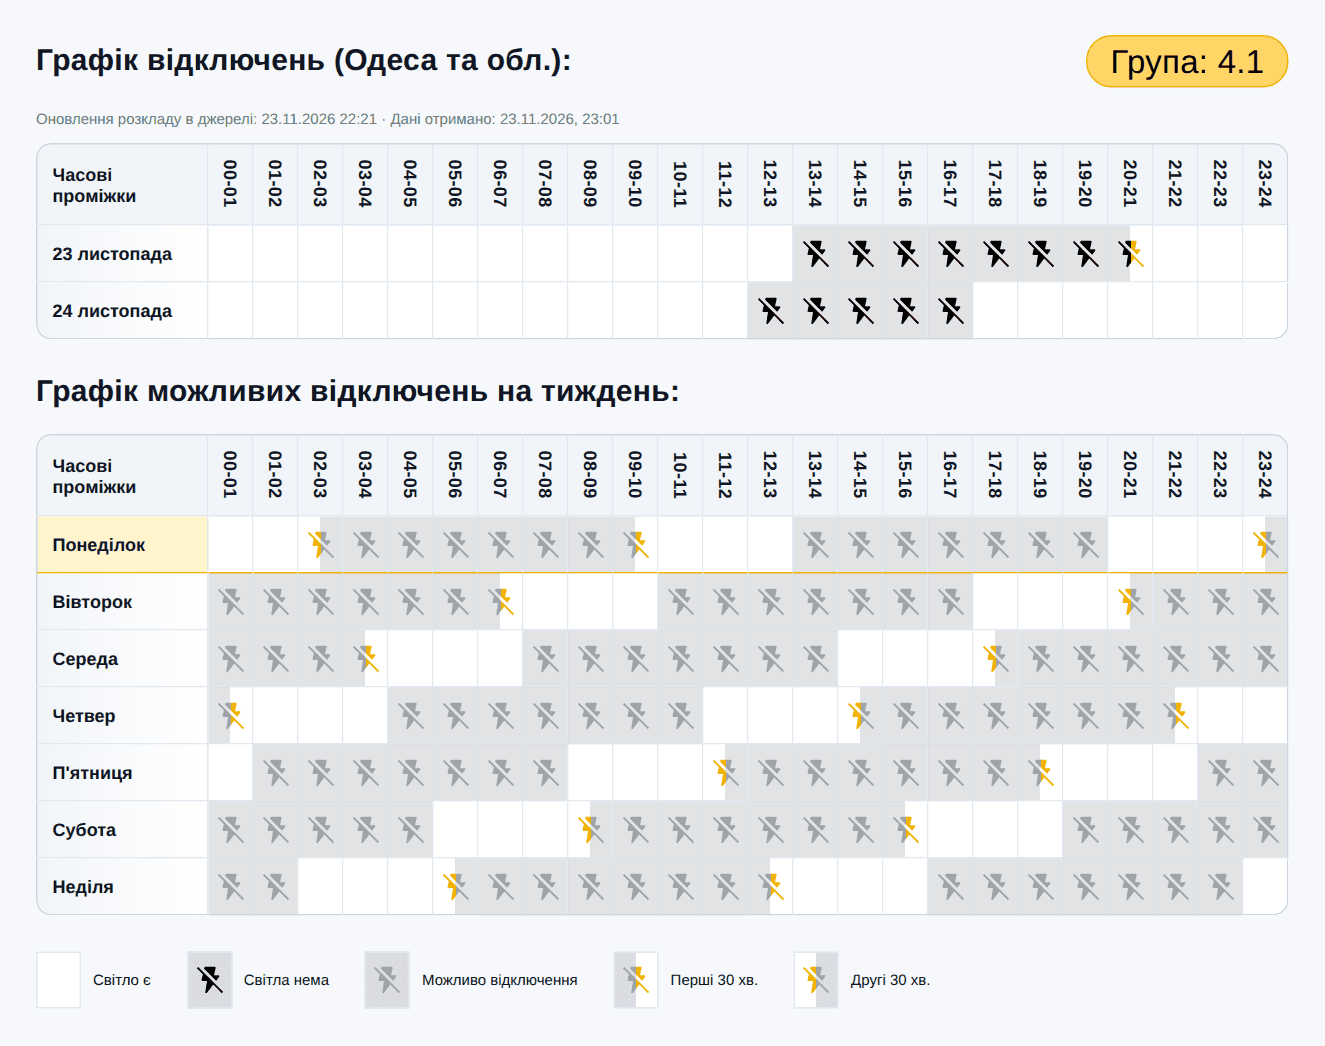 Графік відключень (Одеса та обл.):
Група: 4.1
Оновлення розкладу в джерелі: 23.11.2026 22:21 · Дані отримано: 23.11.2026, 23:01
Часові проміжки 00-01 01-02 02-03 03-04 04-05 05-06 06-07 07-08 08-09 09-10 10-11 11-12 12-13 13-14 14-15 15-16 16-17 17-18 18-19 19-20 20-21 21-22 22-23 23-24
23 листопада
24 листопада
Графік можливих відключень на тиждень:
Часові проміжки 00-01 01-02 02-03 03-04 04-05 05-06 06-07 07-08 08-09 09-10 10-11 11-12 12-13 13-14 14-15 15-16 16-17 17-18 18-19 19-20 20-21 21-22 22-23 23-24
Понеділок
Вівторок
Середа
Четвер
П'ятниця
Субота
Неділя
Світло є Світла нема Можливо відключення Перші 30 хв. Другі 30 хв.